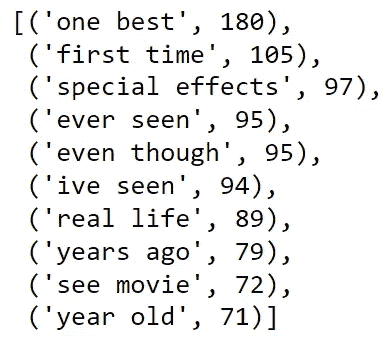 [('one best', 180),
('first time', 105),
('special effects', 97),
('ever seen', 95),
('even though', 95),
('ive seen', 94),
('real life', 89),
('years ago', 79),
('see movie', 72),
('year old', 71)]